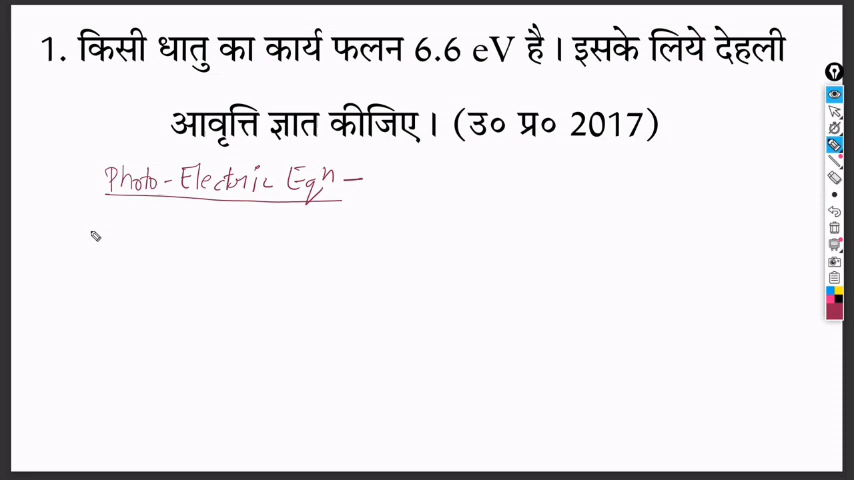 1. किसी धातु का कार्य फलन 6.6 eV है। इसके लिये देहली
आवृत्ति ज्ञात कीजिए। (उ० प्र० 2017)
Photo-Electric Eqn -